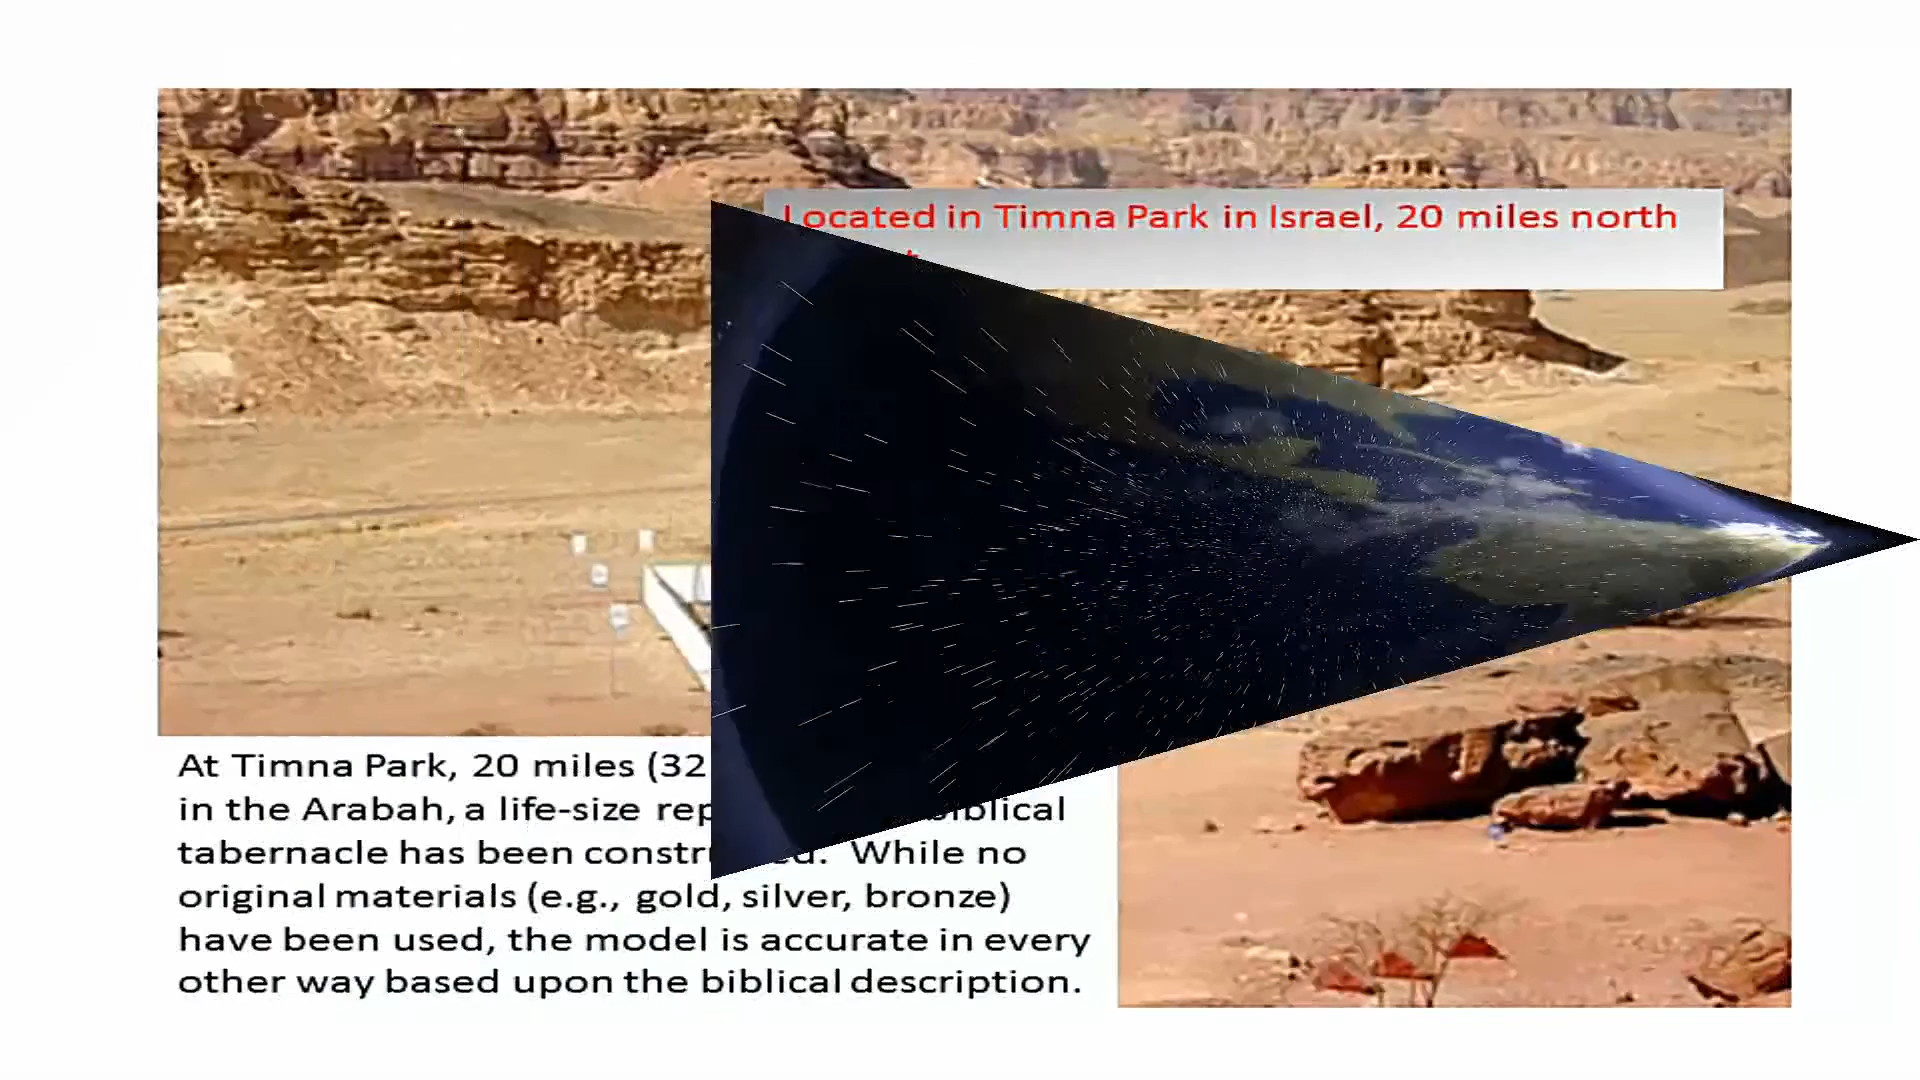 Located in Timna Park in Israel, 20 miles north
At Timna Park, 20 miles (32
in the Arabah, a life-size rep
tabernacle has been constr While no
original materials (e.g., gold, silver, bronze)
have been used, the model is accurate in every
other way based upon the biblical description.